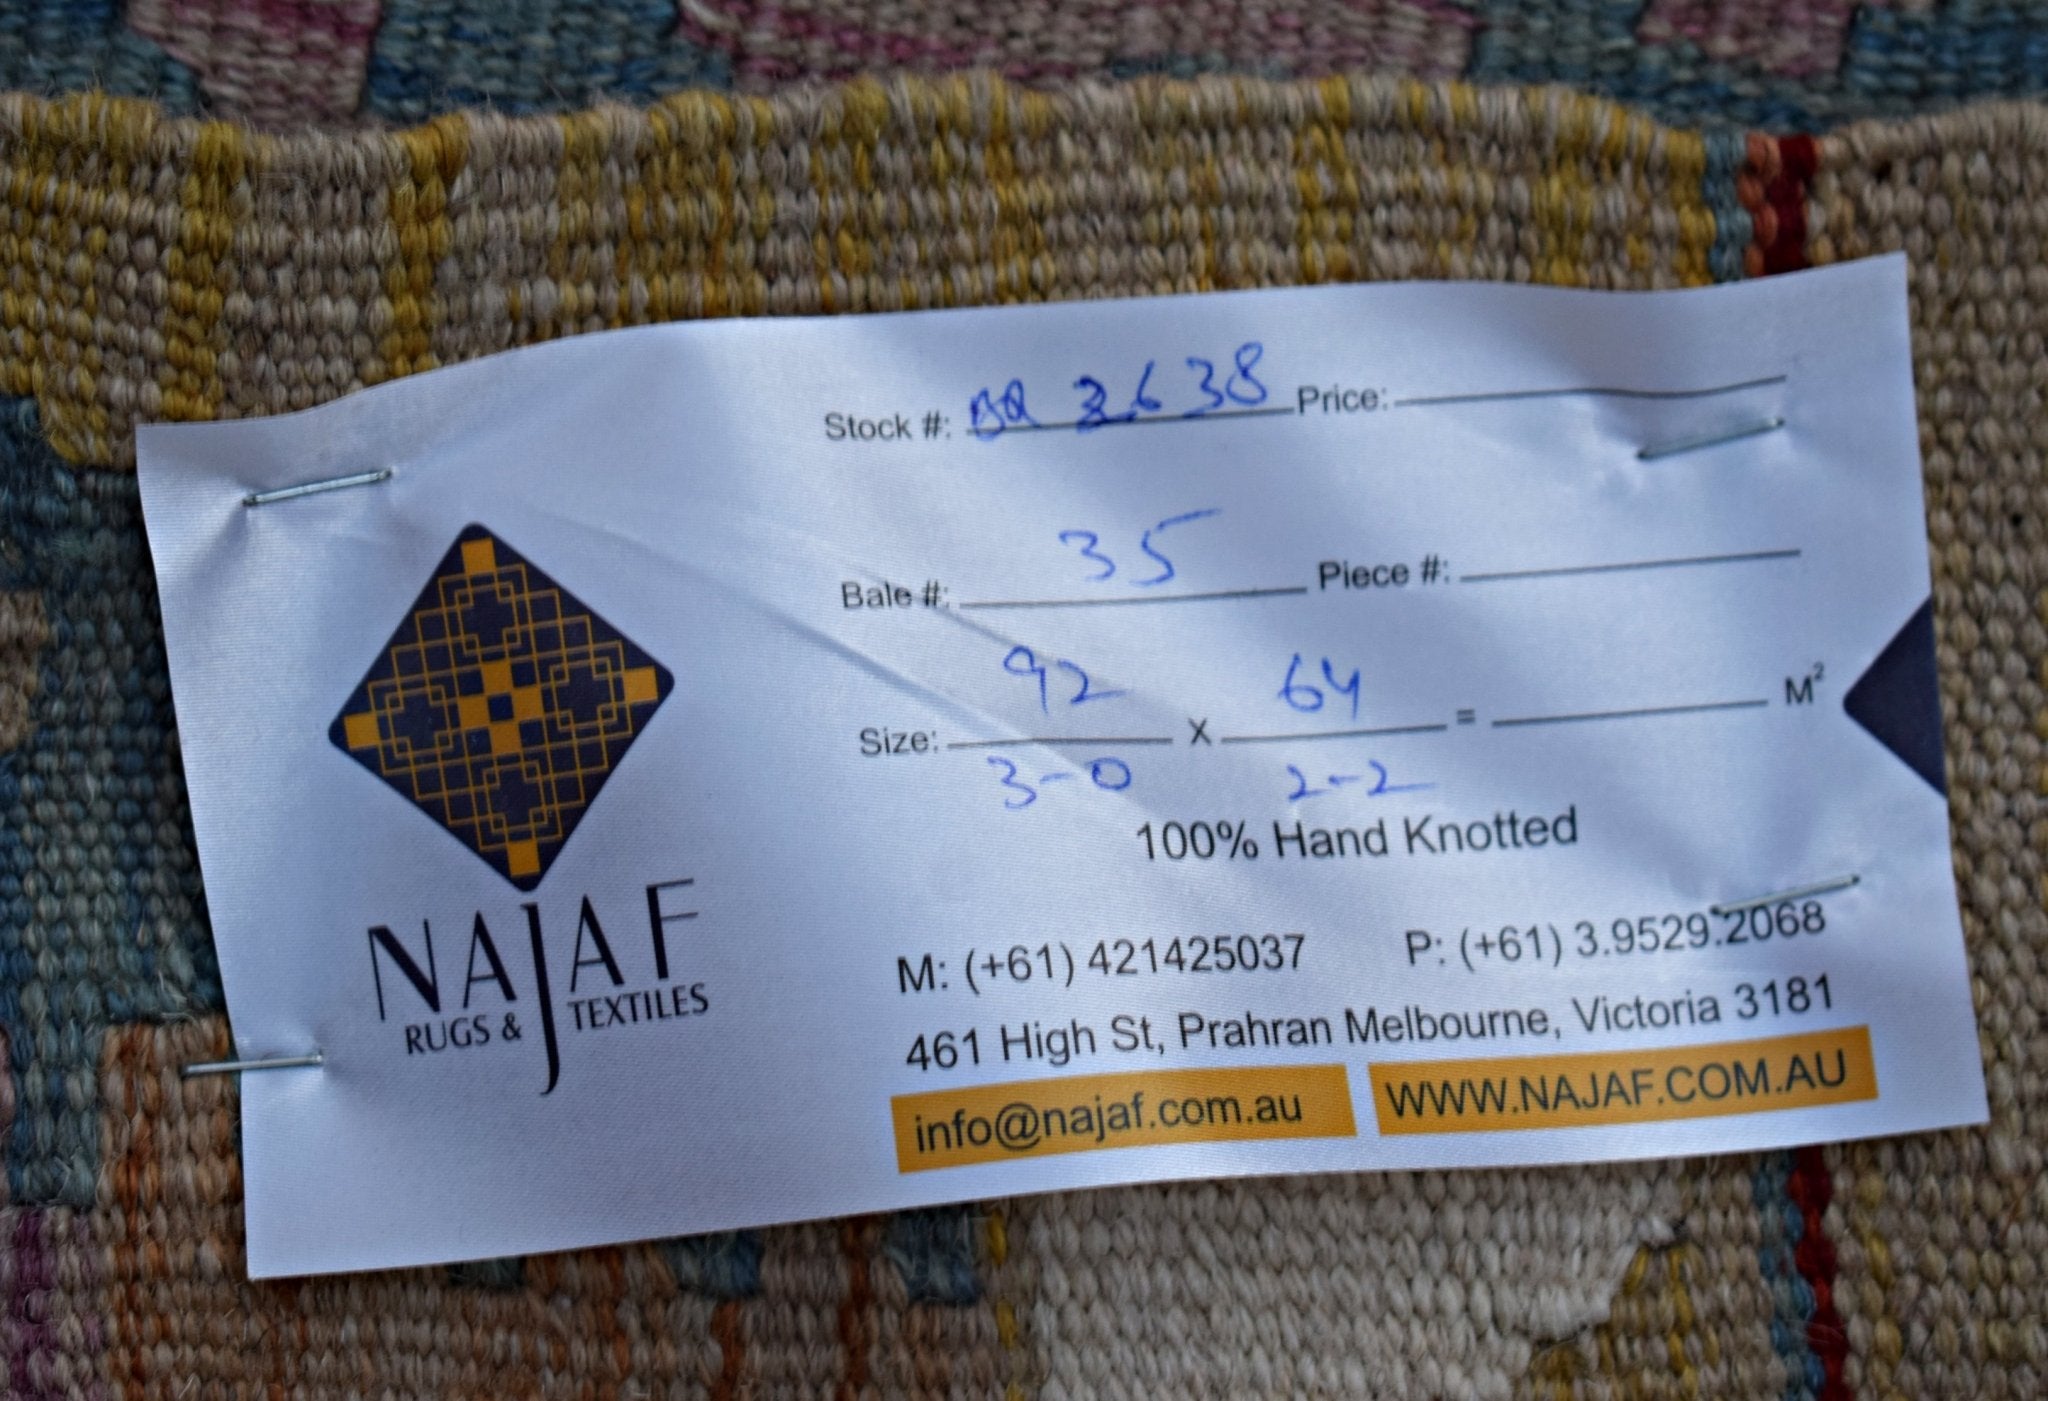 Stock #: 2638 Price:
Bale #: 35 Piece #:
Size: 92 X 64 = M²
3-0 2-2
100% Hand Knotted
NAJAF
RUGS & TEXTILES
M: (+61) 421425037 P: (+61) 3.9529.2068
461 High St, Prahran Melbourne, Victoria 3181
info@najaf.com.au WWW.NAJAF.COM.AU